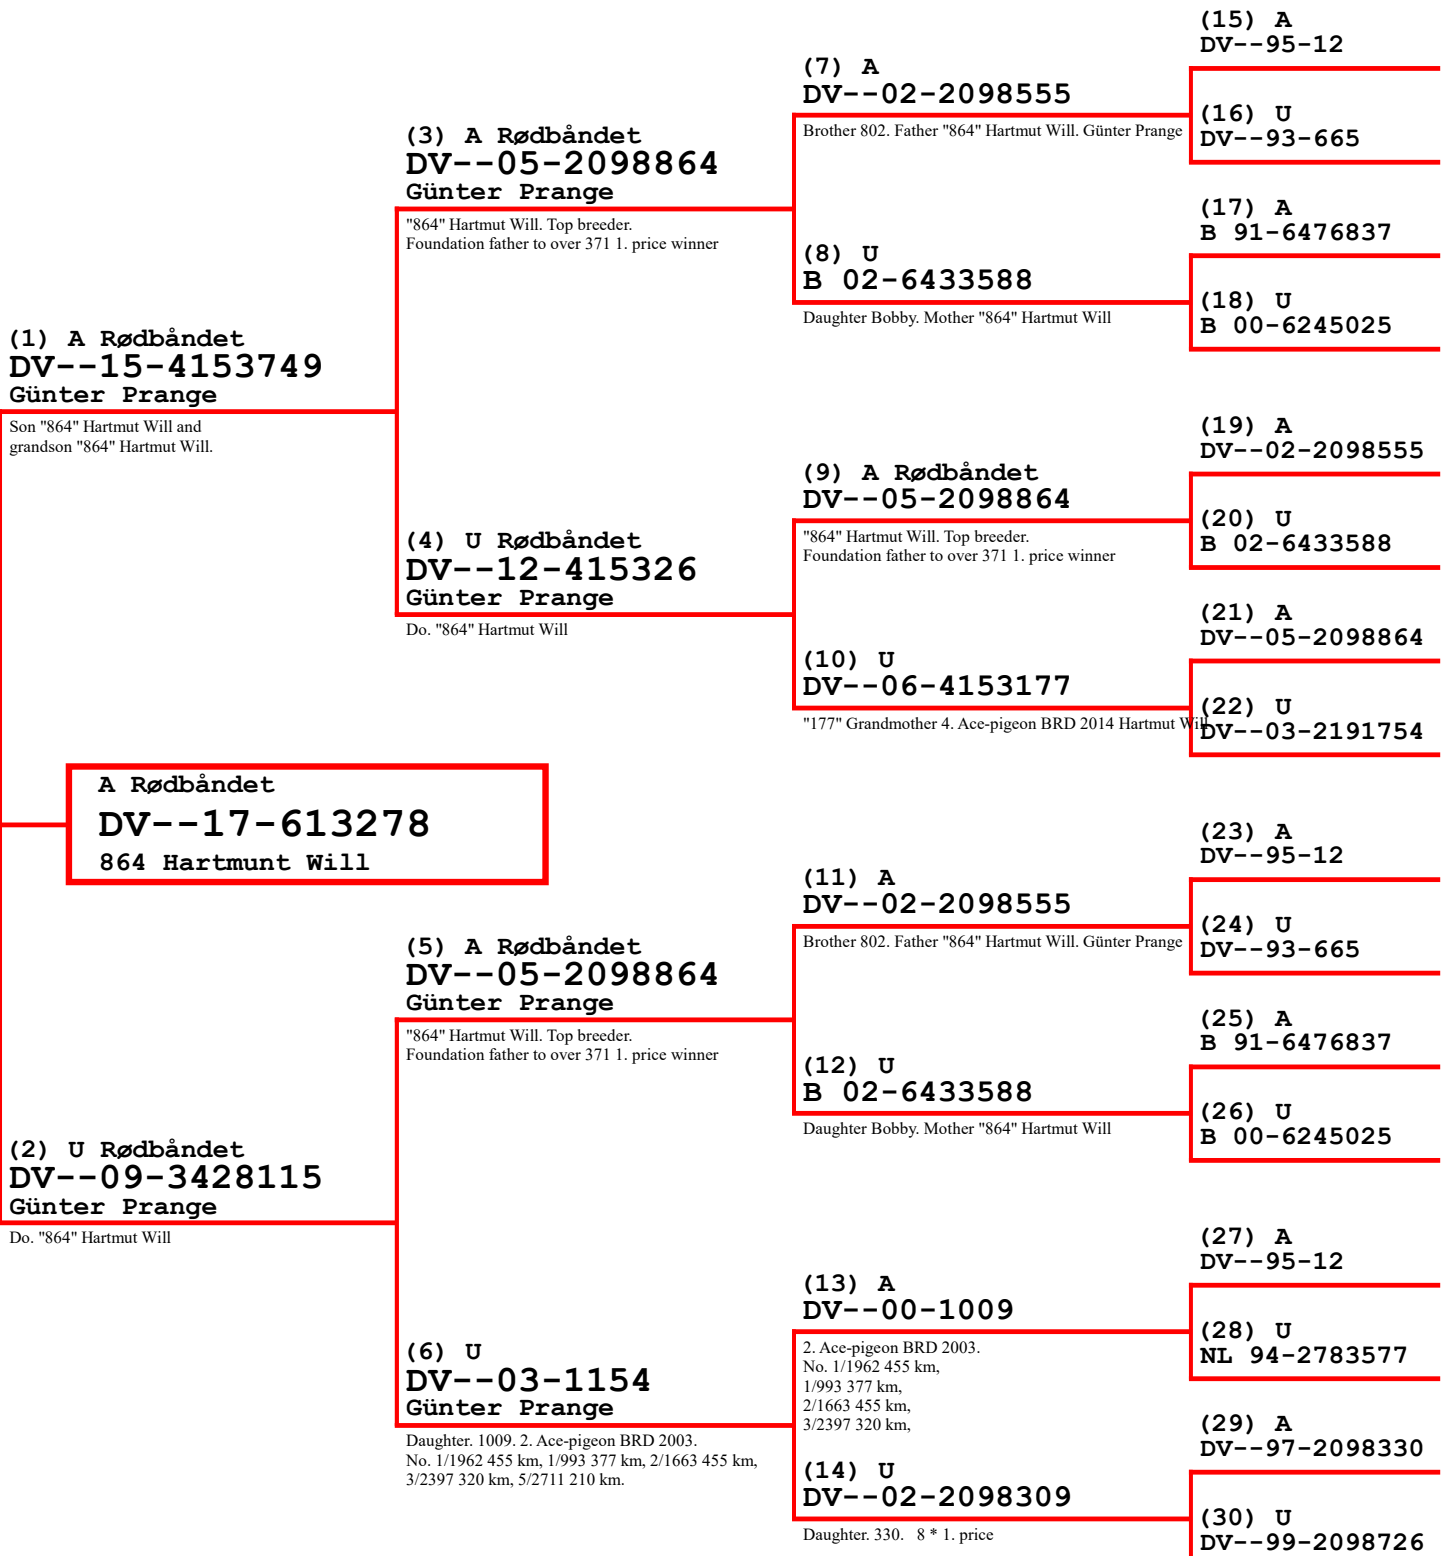 (1) A Rødbåndet
DV--15-4153749
Günter Prange
Son "864" Hartmut Will and
grandson "864" Hartmut Will.
A Rødbåndet
DV--17-613278
864 Hartmunt Will
(2) U Rødbåndet
DV--09-3428115
Günter Prange
Do. "864" Hartmut Will
(3) A Rødbåndet
DV--05-2098864
Günter Prange
"864" Hartmut Will. Top breeder.
Foundation father to over 371 1. price winner
(4) U Rødbåndet
DV--12-415326
Günter Prange
Do. "864" Hartmut Will
(5) A Rødbåndet
DV--05-2098864
Günter Prange
"864" Hartmut Will. Top breeder.
Foundation father to over 371 1. price winner
(6) U
DV--03-1154
Günter Prange
Daughter. 1009. 2. Ace-pigeon BRD 2003.
No. 1/1962 455 km, 1/993 377 km, 2/1663 455 km,
3/2397 320 km, 5/2711 210 km.
(7) A
DV--02-2098555
Brother 802. Father "864" Hartmut Will. Günter Prange
(8) U
B 02-6433588
Daughter Bobby. Mother "864" Hartmut Will
(9) A Rødbåndet
DV--05-2098864
"864" Hartmut Will. Top breeder.
Foundation father to over 371 1. price winner
(10) U
DV--06-4153177
"177" Grandmother 4. Ace-pigeon BRD 2014 Hartmut Will
(11) A
DV--02-2098555
Brother 802. Father "864" Hartmut Will. Günter Prange
(12) U
B 02-6433588
Daughter Bobby. Mother "864" Hartmut Will
(13) A
DV--00-1009
2. Ace-pigeon BRD 2003.
No. 1/1962 455 km,
1/993 377 km,
2/1663 455 km,
3/2397 320 km,
(14) U
DV--02-2098309
Daughter. 330. 8 * 1. price
(15) A
DV--95-12
(16) U
DV--93-665
(17) A
B 91-6476837
(18) U
B 00-6245025
(19) A
DV--02-2098555
(20) U
B 02-6433588
(21) A
DV--05-2098864
(22) U
DV--03-2191754
(23) A
DV--95-12
(24) U
DV--93-665
(25) A
B 91-6476837
(26) U
B 00-6245025
(27) A
DV--95-12
(28) U
NL 94-2783577
(29) A
DV--97-2098330
(30) U
DV--99-2098726